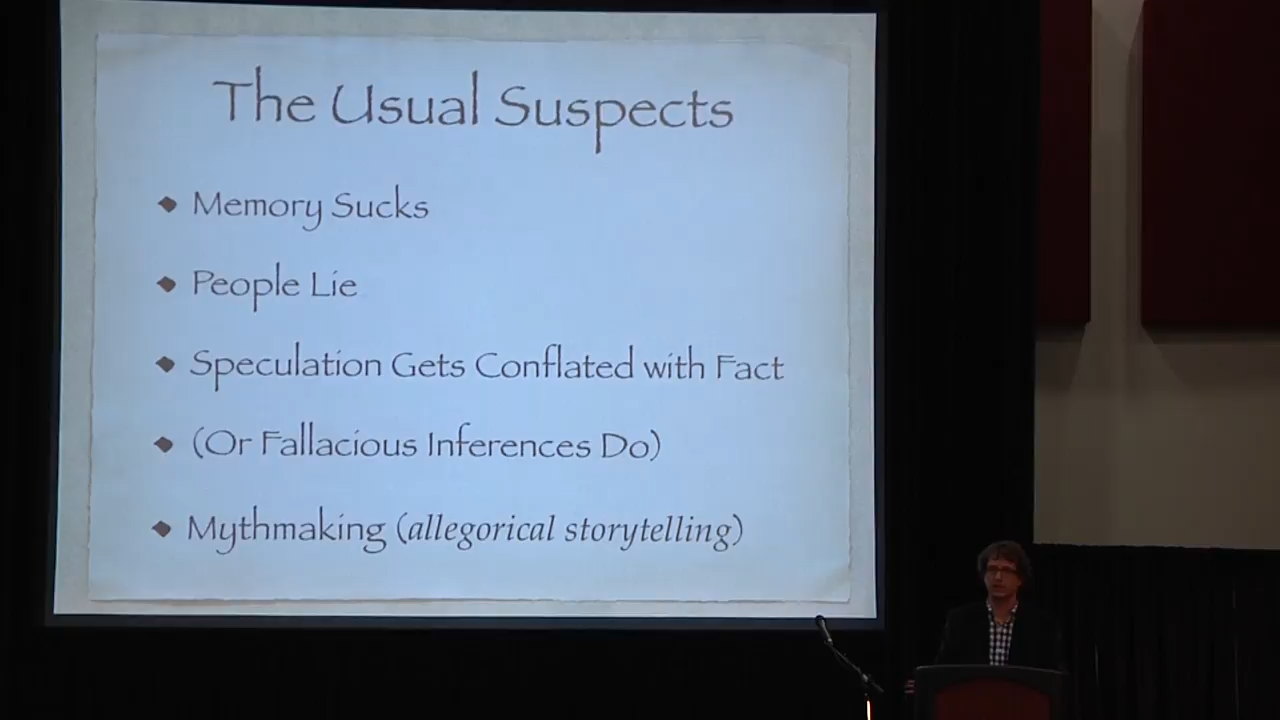 The Usual Suspects
Memory Sucks
People Lie
Speculation Gets Conflated with Fact
(Or Fallacious Inferences Do)
Mythmaking (allegorical storytelling)